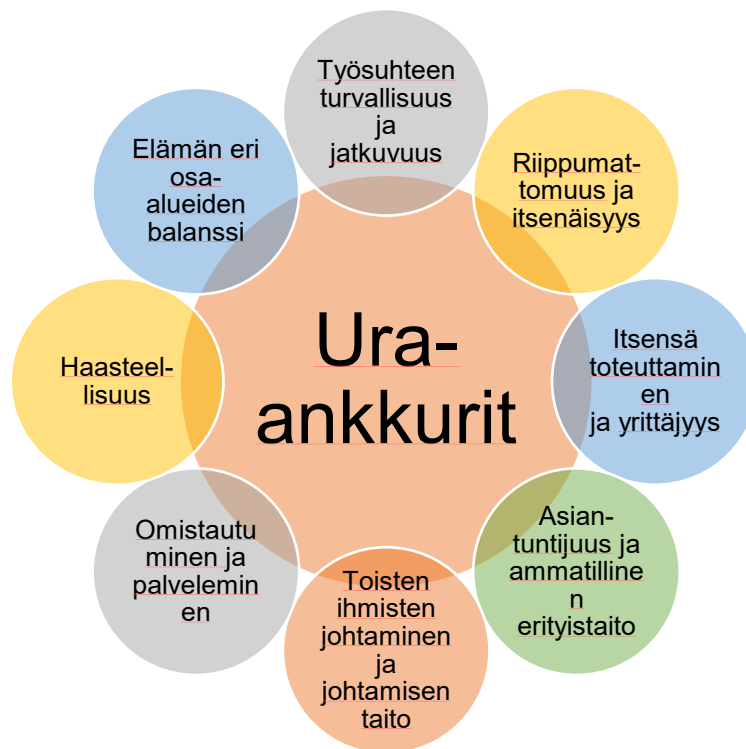 Työsuhteen
turvallisuus
ja
jatkuvuus
Riippumat-
tomuus ja
itsenäisyys
Itsensä
toteuttamin
en
ja yrittäjyys
Asian-
tuntijuus ja
ammatilline
n
erityistaito
Toisten
ihmisten
johtaminen
ja
johtamisen
taito
Omistautu
minen ja
palvelemin
en
Haasteel-
lisuus
Elämän eri
osa-
alueiden
balanssi
Ura-
ankkurit